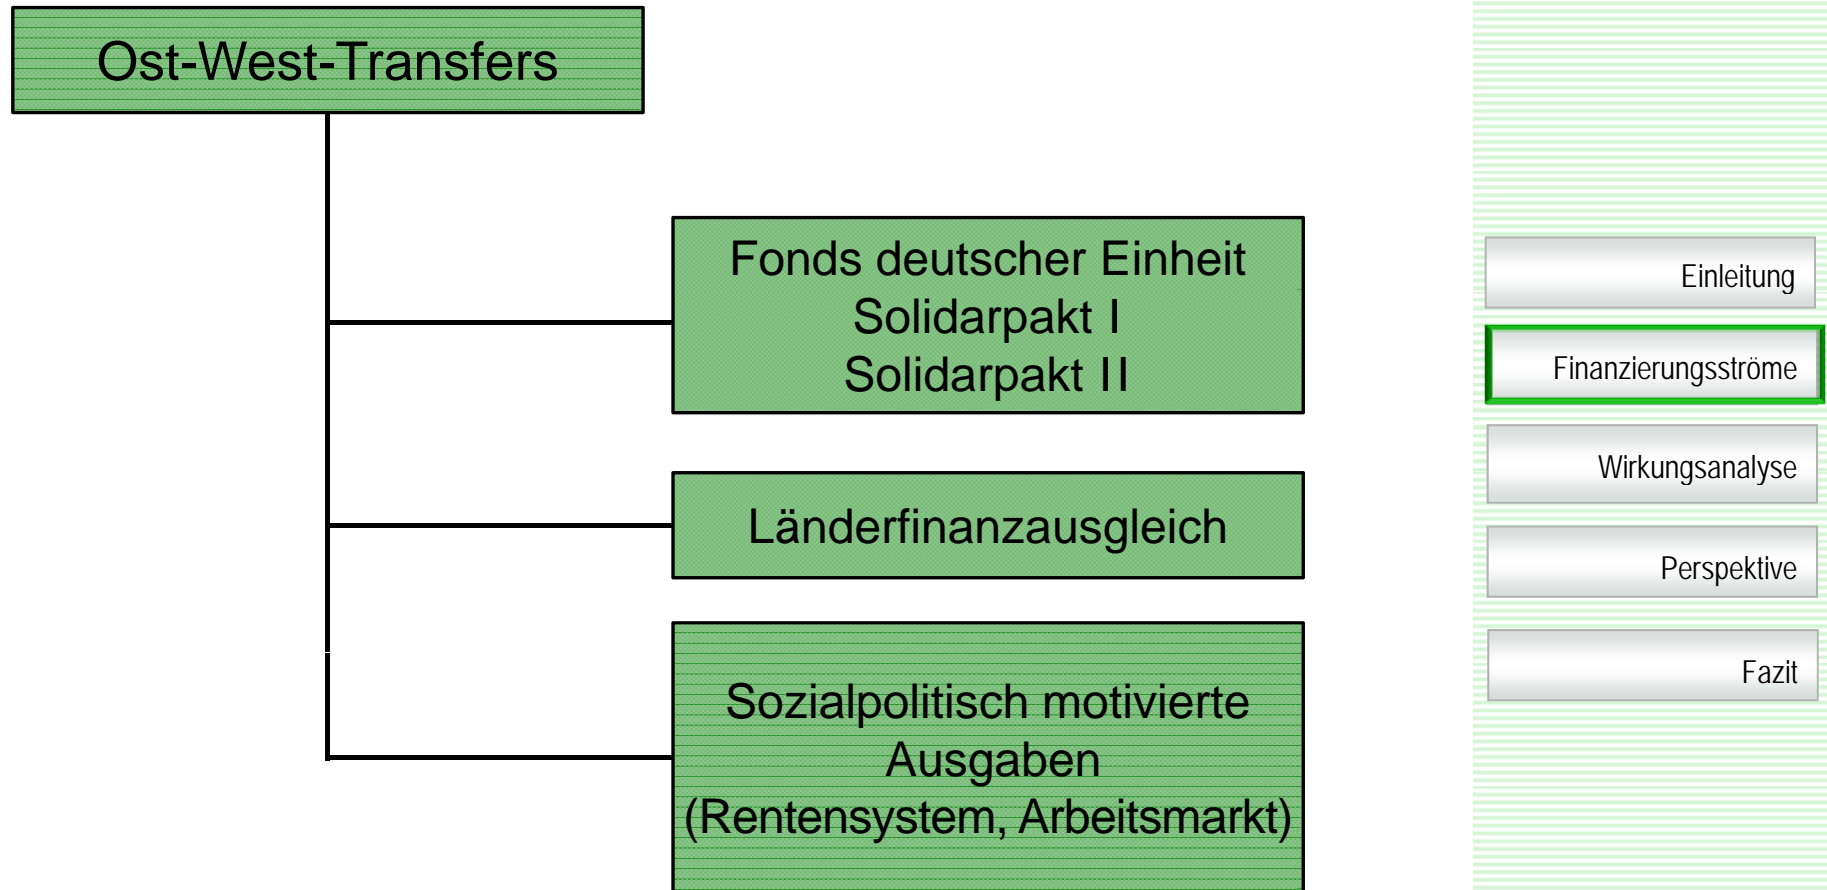 Ost-West-Transfers
Fonds deutscher Einheit
Solidarpakt I
Solidarpakt II
Länderfinanzausgleich
Sozialpolitisch motivierte
Ausgaben
(Rentensystem, Arbeitsmarkt)
Einleitung
Finanzierungsströme
Wirkungsanalyse
Perspektive
Fazit